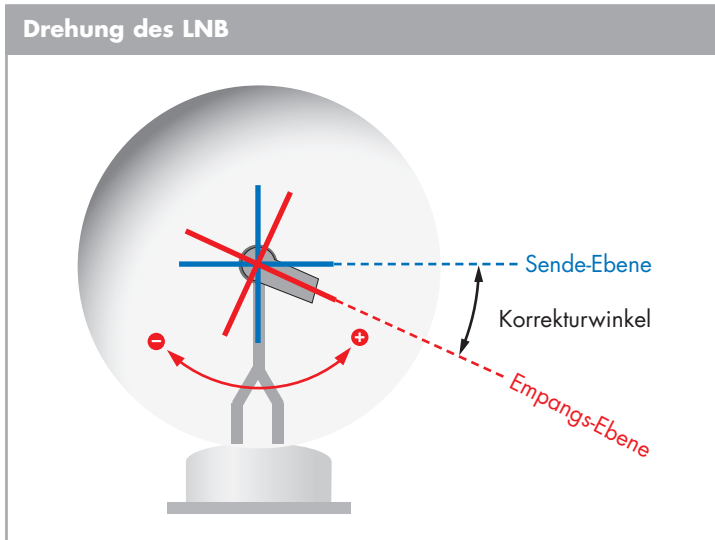 Drehung des LNB
Sende-Ebene
Korrekturwinkel
Empangs-Ebene
−
+